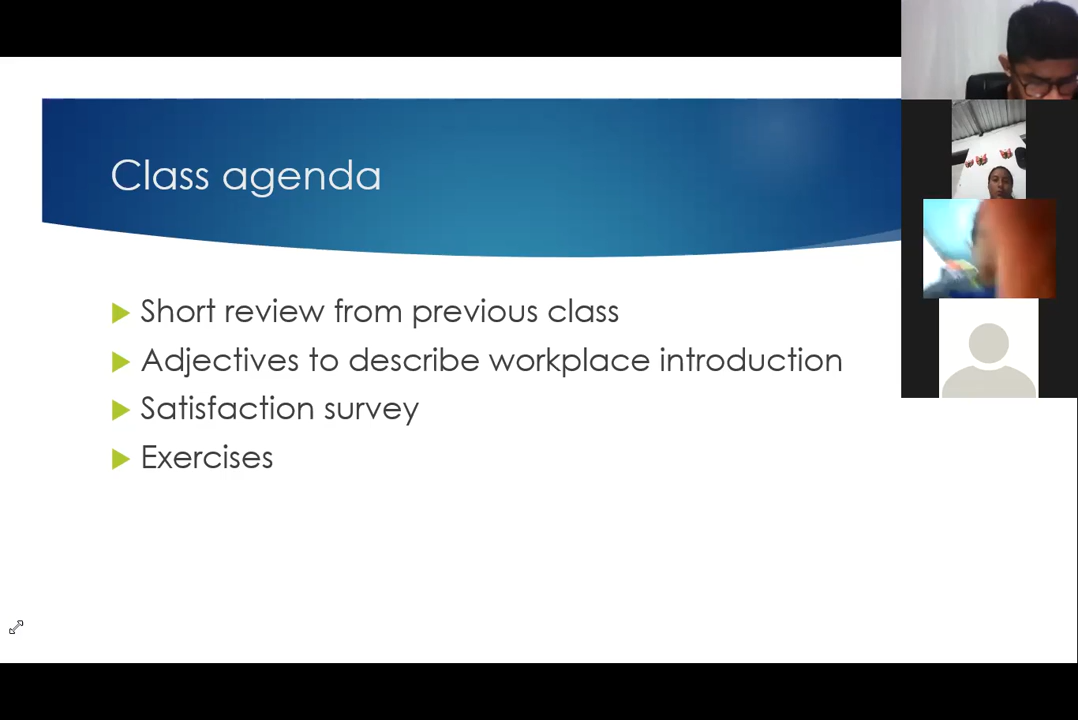 Class agenda
Short review from previous class
Adjectives to describe workplace introduction
Satisfaction survey
Exercises